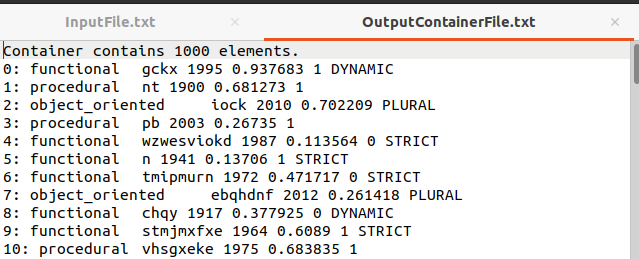 InputFile.txt × OutputContainerFile.txt ×
Container contains 1000 elements.
0: functional gckx 1995 0.937683 1 DYNAMIC
1: procedural nt 1900 0.681273 1
2: object_oriented iock 2010 0.702209 PLURAL
3: procedural pb 2003 0.26735 1
4: functional wzwesviokd 1987 0.113564 0 STRICT
5: functional n 1941 0.13706 1 STRICT
6: functional tmipmurn 1972 0.471717 0 STRICT
7: object_oriented ebqhdnf 2012 0.261418 PLURAL
8: functional chqy 1917 0.377925 0 DYNAMIC
9: functional stmjmxfxe 1964 0.6089 1 STRICT
10: procedural vhsgxeke 1975 0.683835 1